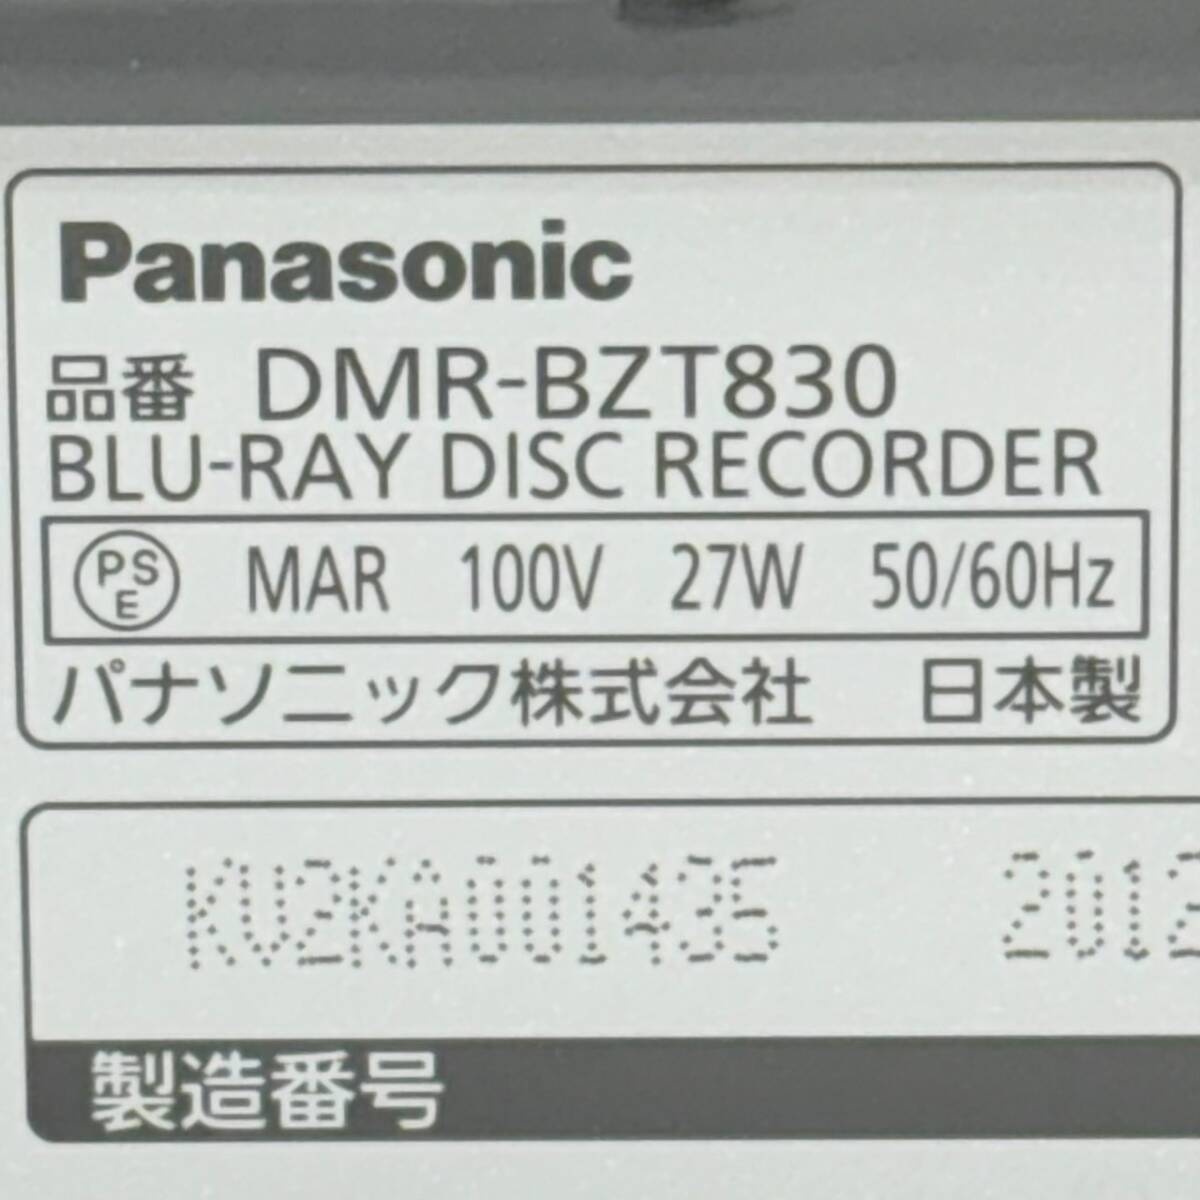 Panasonic
品番 DMR-BZT830
BLU-RAY DISC RECORDER
PSE MAR 100V 27W 50/60Hz
パナソニック株式会社 日本製
KV2KA001435 2012
製造番号